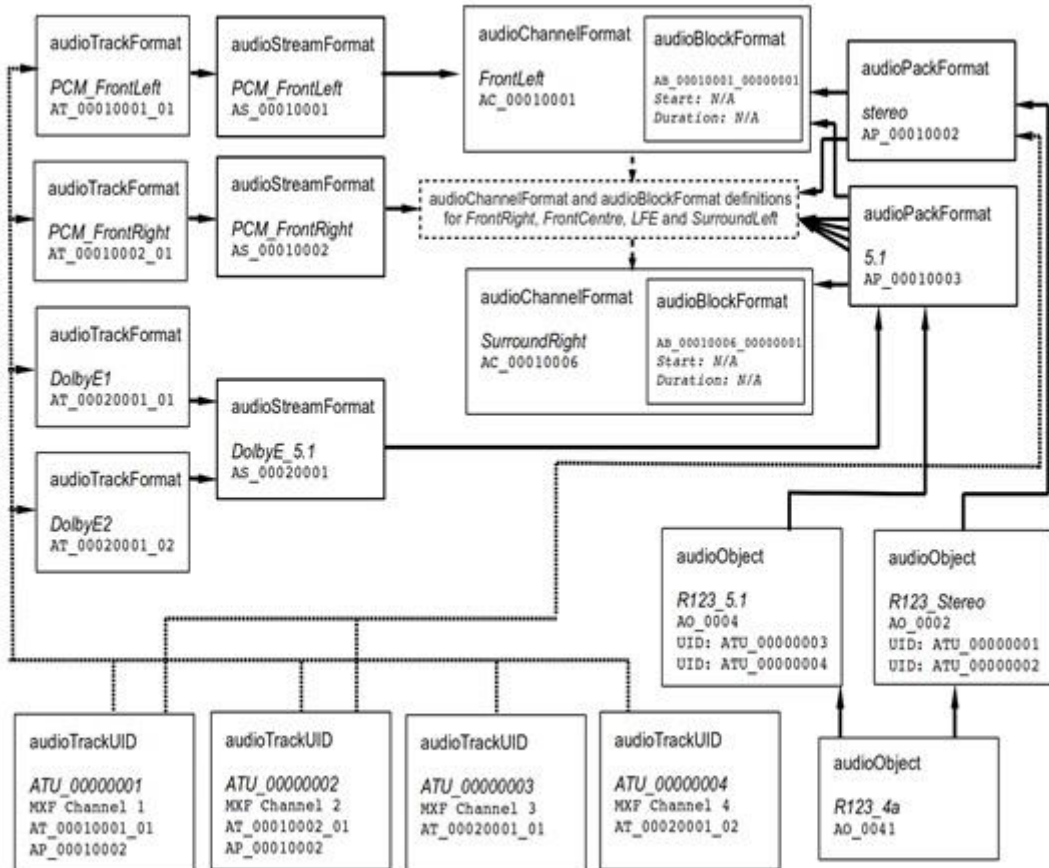 audioTrackFormat
PCM_FrontLeft
AT_00010001_01
audioStreamFormat
PCM_FrontLeft
AS_00010001
audioChannelFormat
FrontLeft
AC_00010001
audioBlockFormat
AB_00010001_00000001
Start: N/A
Duration: N/A
audioPackFormat
stereo
AP_00010002
audioTrackFormat
PCM_FrontRight
AT_00010002_01
audioStreamFormat
PCM_FrontRight
AS_00010002
audioChannelFormat and audioBlockFormat definitions
for FrontRight, FrontCentre, LFE and SurroundLeft
audioPackFormat
5.1
AP_00010003
audioChannelFormat
SurroundRight
AC_00010006
audioBlockFormat
AB_00010006_00000001
Start: N/A
Duration: N/A
audioTrackFormat
DolbyE1
AT_00020001_01
audioStreamFormat
DolbyE_5.1
AS_00020001
audioTrackFormat
DolbyE2
AT_00020001_02
audioObject
R123_5.1
AO_0004
UID: ATU_00000003
UID: ATU_00000004
audioObject
R123_Stereo
AO_0002
UID: ATU_00000001
UID: ATU_00000002
audioTrackUID
ATU_00000001
MXF Channel 1
AT_00010001_01
AP_00010002
audioTrackUID
ATU_00000002
MXF Channel 2
AT_00010002_01
AP_00010002
audioTrackUID
ATU_00000003
MXF Channel 3
AT_00020001_01
audioTrackUID
ATU_00000004
MXF Channel 4
AT_00020001_02
audioObject
R123_4a
AO_0041